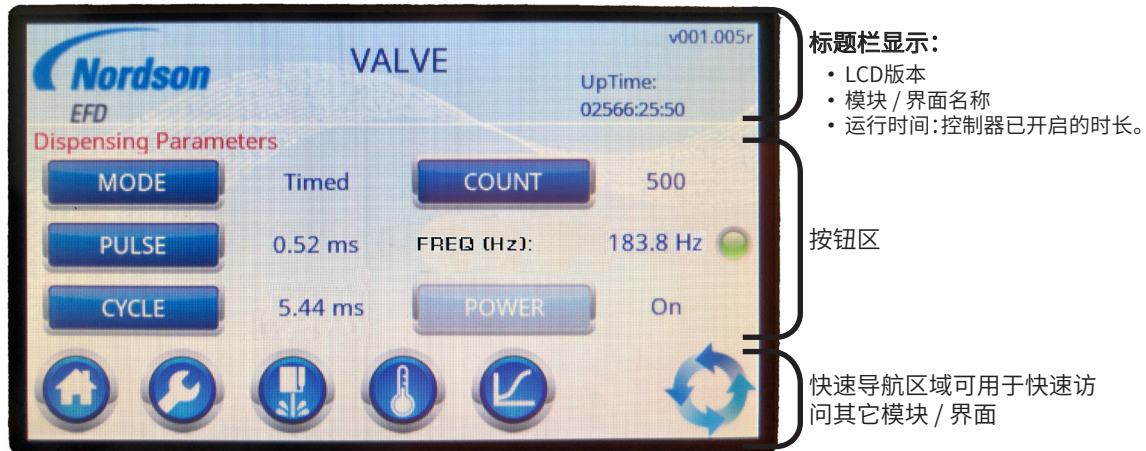 Nordson
EFD
VALVE
v001.005r
UpTime:
02566:25:50
Dispensing Parameters
MODE
Timed
COUNT
500
PULSE
0.52 ms
FREQ (Hz):
183.8 Hz
CYCLE
5.44 ms
POWER
On
标题栏显示：
• LCD版本
• 模块 / 界面名称
• 运行时间：控制器已开启的时长。
按钮区
快速导航区域可用于快速访
问其它模块 / 界面